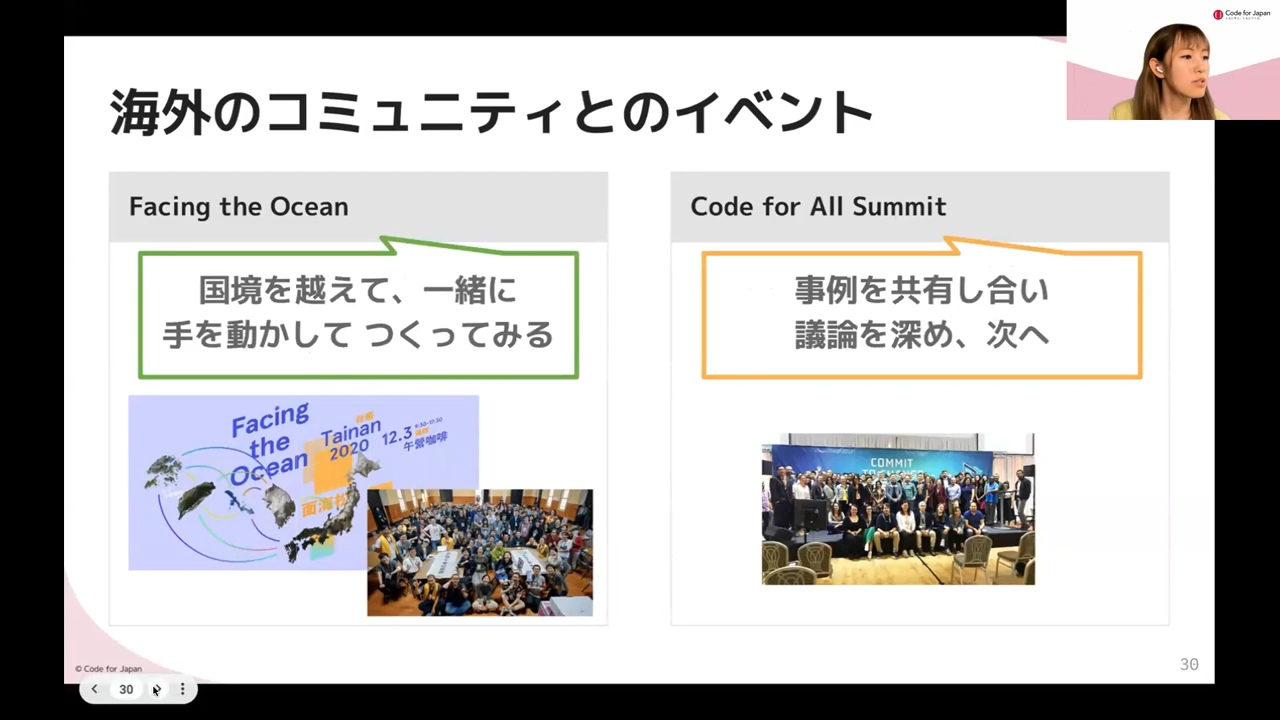 Code for Japan
海外のコミュニティとのイベント
Facing the Ocean
国境を越えて、一緒に
手を動かして つくってみる
Facing
the
Ocean
Tainan
2020
12.3
午營咖啡
Code for All Summit
事例を共有し合い
議論を深め、次へ
COMMIT
© Code for Japan
30
30